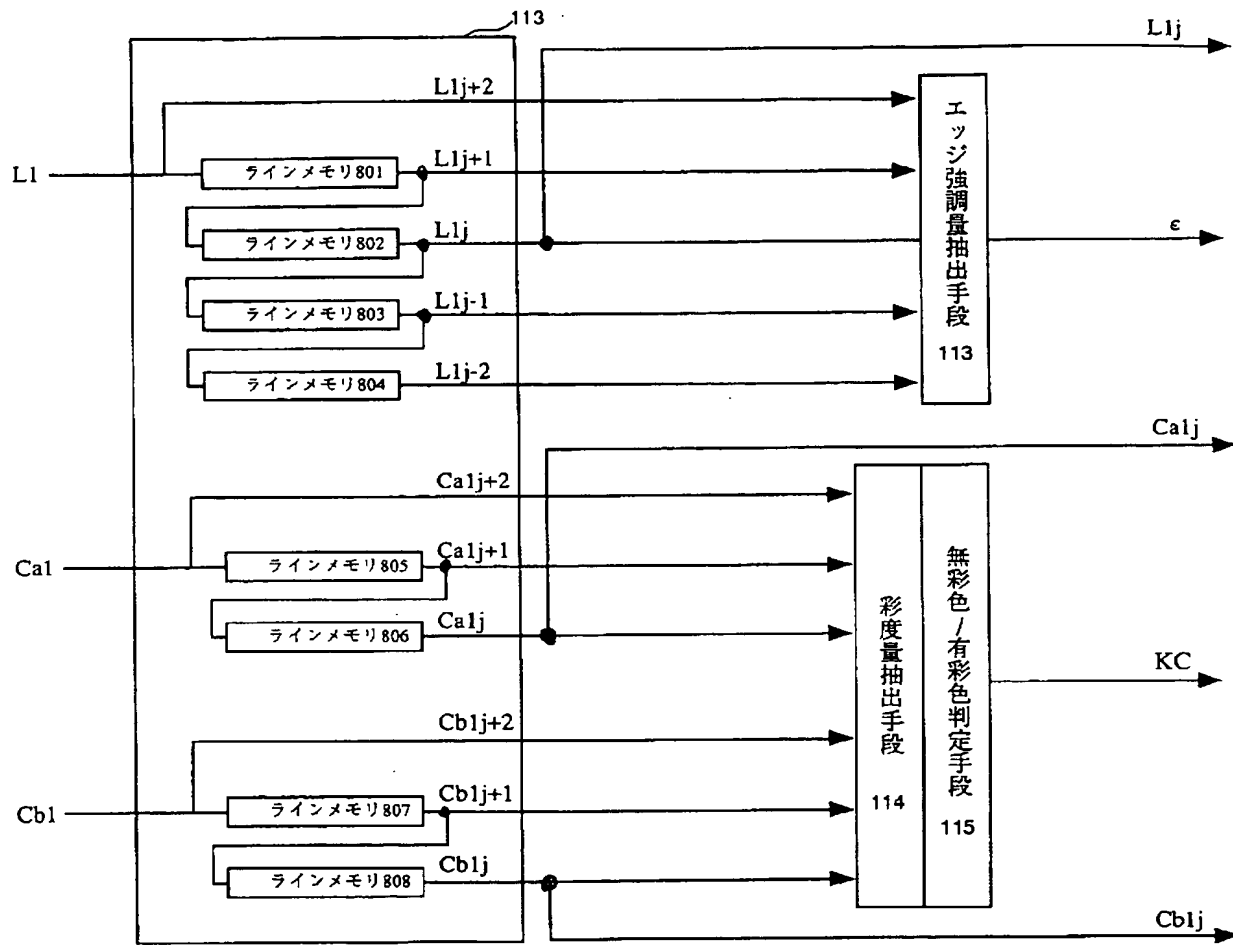 113
L1j
L1j+2
L1
ラインメモリ801
L1j+1
ラインメモリ802
L1j
ラインメモリ803
L1j-1
ラインメモリ804
L1j-2
エッジ強調量抽出手段
113
ε
Ca1j
Ca1j+2
Ca1
ラインメモリ805
Ca1j+1
ラインメモリ806
Ca1j
Cb1j+2
Cb1
ラインメモリ807
Cb1j+1
ラインメモリ808
Cb1j
彩度量抽出手段
114
無彩色/有彩色判定手段
115
KC
Cb1j